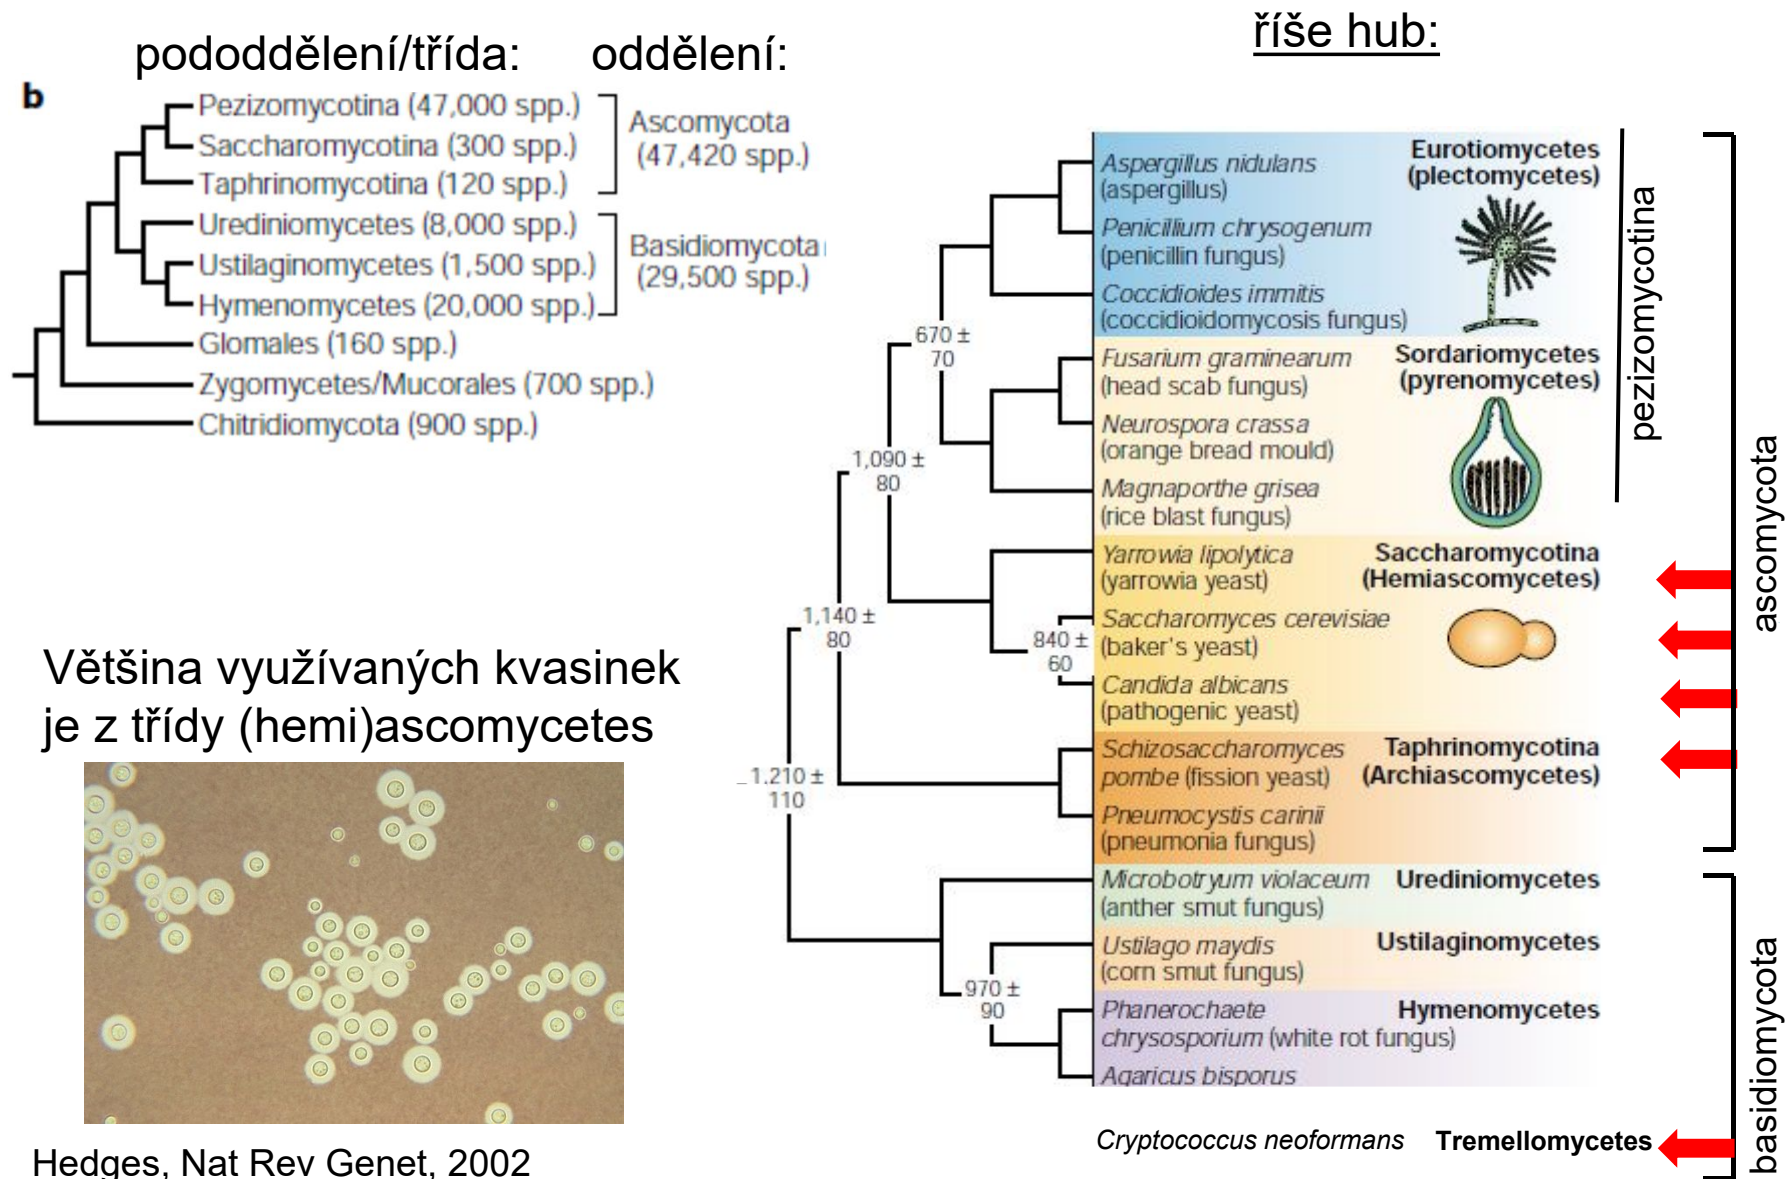 říše hub:
pododdělení/třída: oddělení:
b
Pezizomycotina (47,000 spp.)
Saccharomycotina (300 spp.)
Taphrinomycotina (120 spp.)
Ascomycota
(47,420 spp.)
Urediniomycetes (8,000 spp.)
Ustilaginomycetes (1,500 spp.)
Hymenomycetes (20,000 spp.)
Basidiomycota
(29,500 spp.)
Glomales (160 spp.)
Zygomycetes/Mucorales (700 spp.)
Chitridiomycota (900 spp.)
Většina využívaných kvasinek
je z třídy (hemi)ascomycetes
Hedges, Nat Rev Genet, 2002
670 ±
70
1,090 ±
80
1,140 ±
80
840 ±
60
1.210 ±
110
970 ±
90
Aspergillus nidulans
(aspergillus)
Eurotiomycetes
(plectomycetes)
Penicillium chrysogenum
(penicillin fungus)
Coccidioides immitis
(coccidioidomycosis fungus)
Fusarium graminearum
(head scab fungus)
Sordariomycetes
(pyrenomycetes)
Neurospora crassa
(orange bread mould)
Magnaporthe grisea
(rice blast fungus)
Yarrowia lipolytica
(yarrowia yeast)
Saccharomycotina
(Hemiascomycetes)
Saccharomyces cerevisiae
(baker's yeast)
Candida albicans
(pathogenic yeast)
Schizosaccharomyces
pombe (fission yeast)
Taphrinomycotina
(Archiascomycetes)
Pneumocystis carinii
(pneumonia fungus)
Microbotryum violaceum
(anther smut fungus)
Urediniomycetes
Ustilago maydis
(corn smut fungus)
Ustilaginomycetes
Phanerochaete
chrysosporium (white rot fungus)
Hymenomycetes
Agaricus bisporus
Cryptococcus neoformans Tremellomycetes
pezizomycotina
ascomycota
basidiomycota